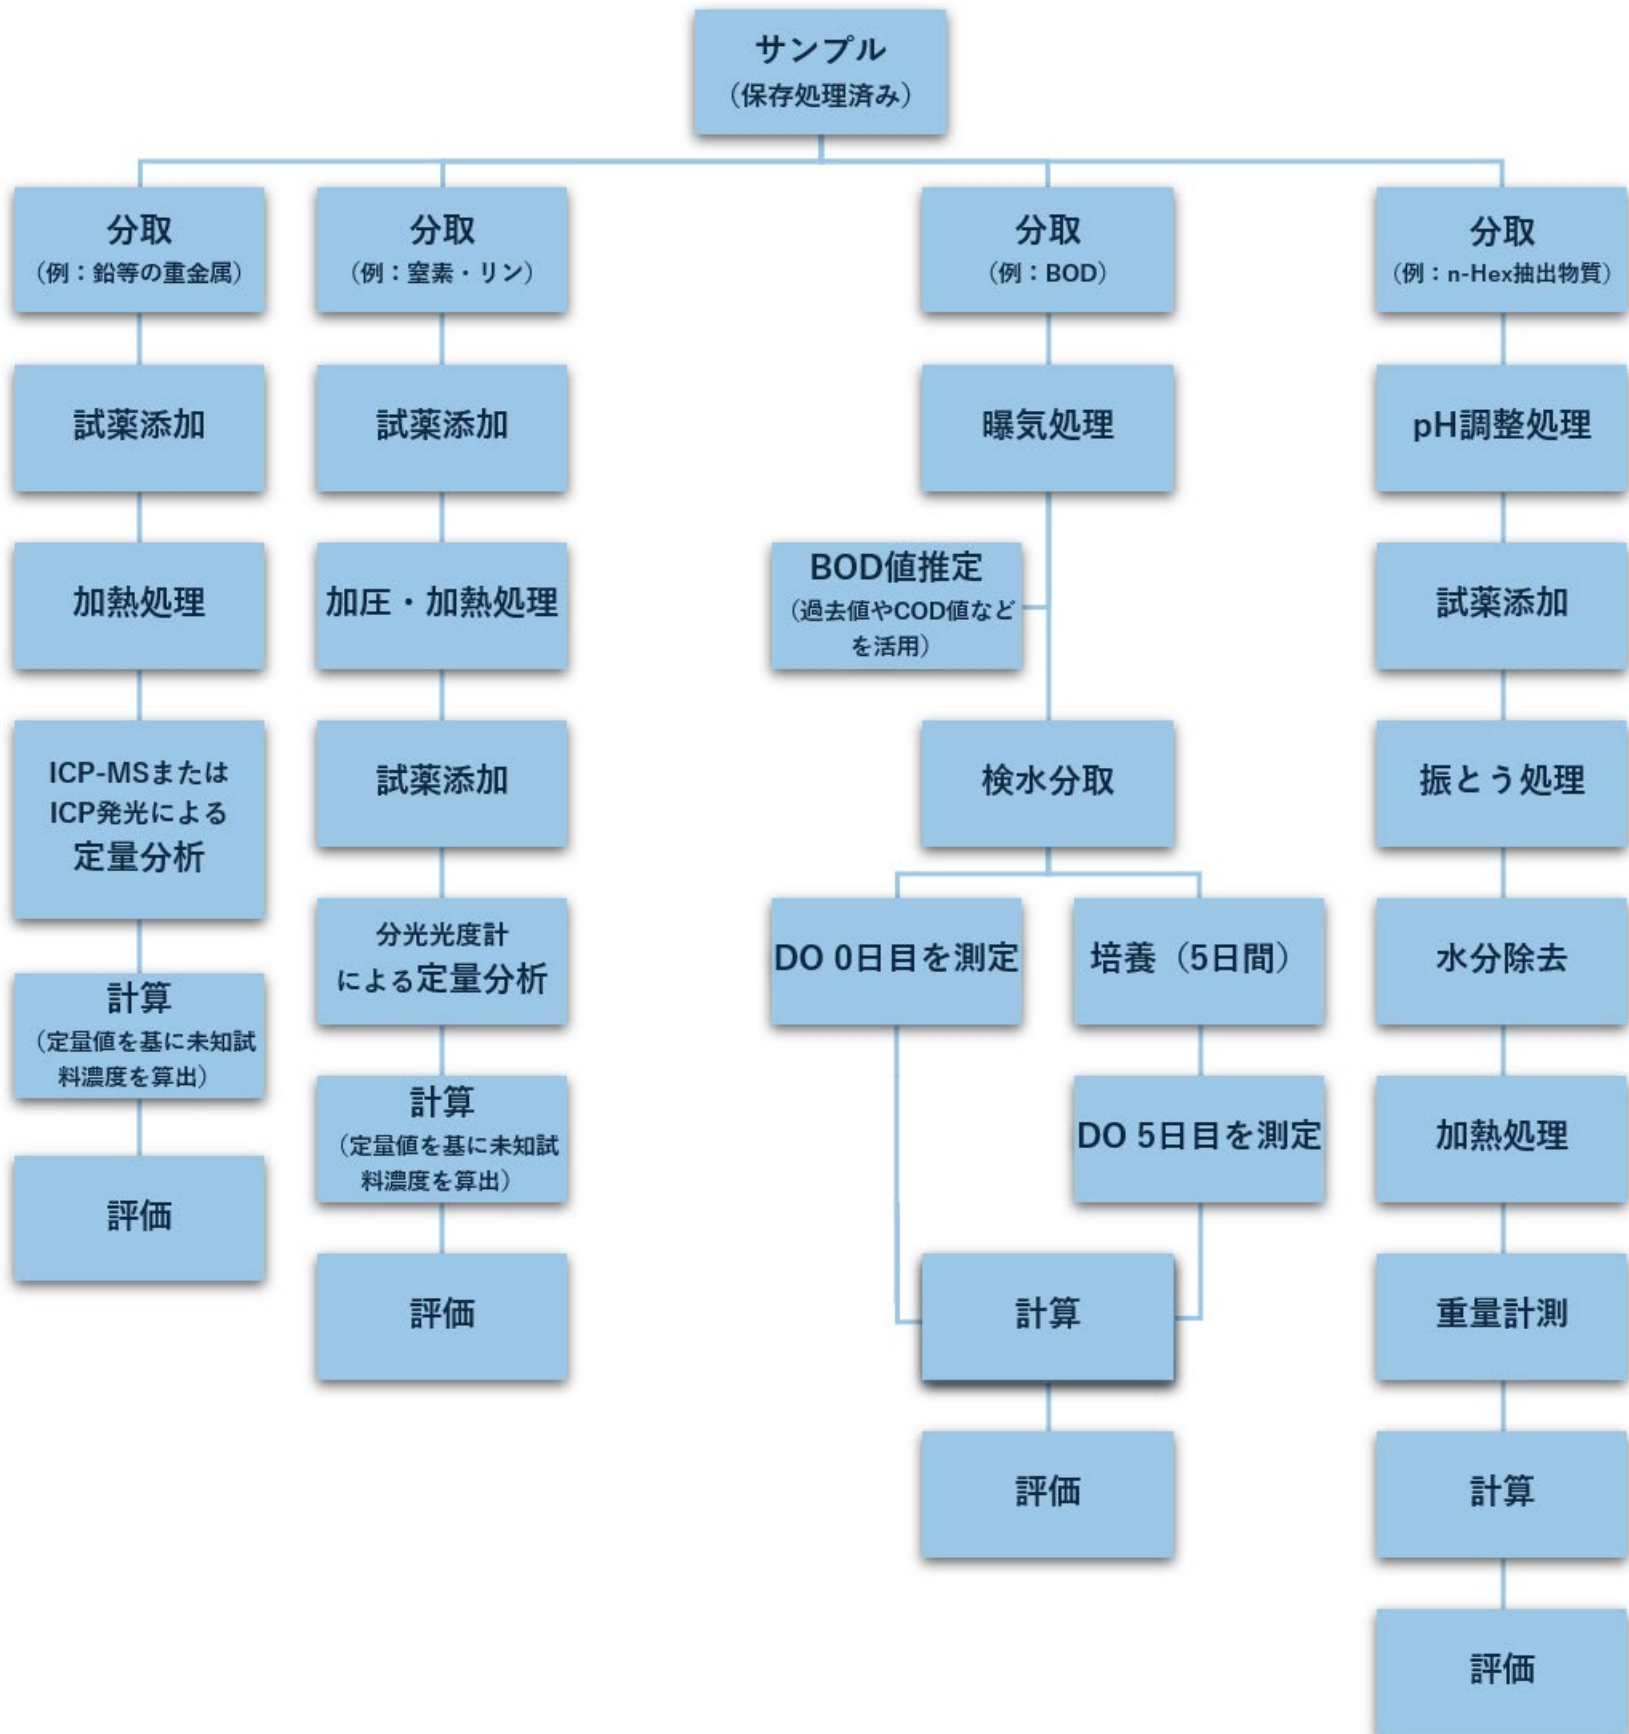 サンプル
（保存処理済み）
分取
（例：鉛等の重金属）
試薬添加
加熱処理
ICP-MSまたは
ICP発光による
定量分析
計算
（定量値を基に未知試
料濃度を算出）
評価
分取
（例：窒素・リン）
試薬添加
加圧・加熱処理
試薬添加
分光光度計
による定量分析
計算
（定量値を基に未知試
料濃度を算出）
評価
分取
（例：BOD）
曝気処理
BOD値推定
（過去値やCOD値など
を活用）
検水分取
DO 0日目を測定
培養（5日間）
DO 5日目を測定
計算
評価
分取
（例：n-Hex抽出物質）
pH調整処理
試薬添加
振とう処理
水分除去
加熱処理
重量計測
計算
評価